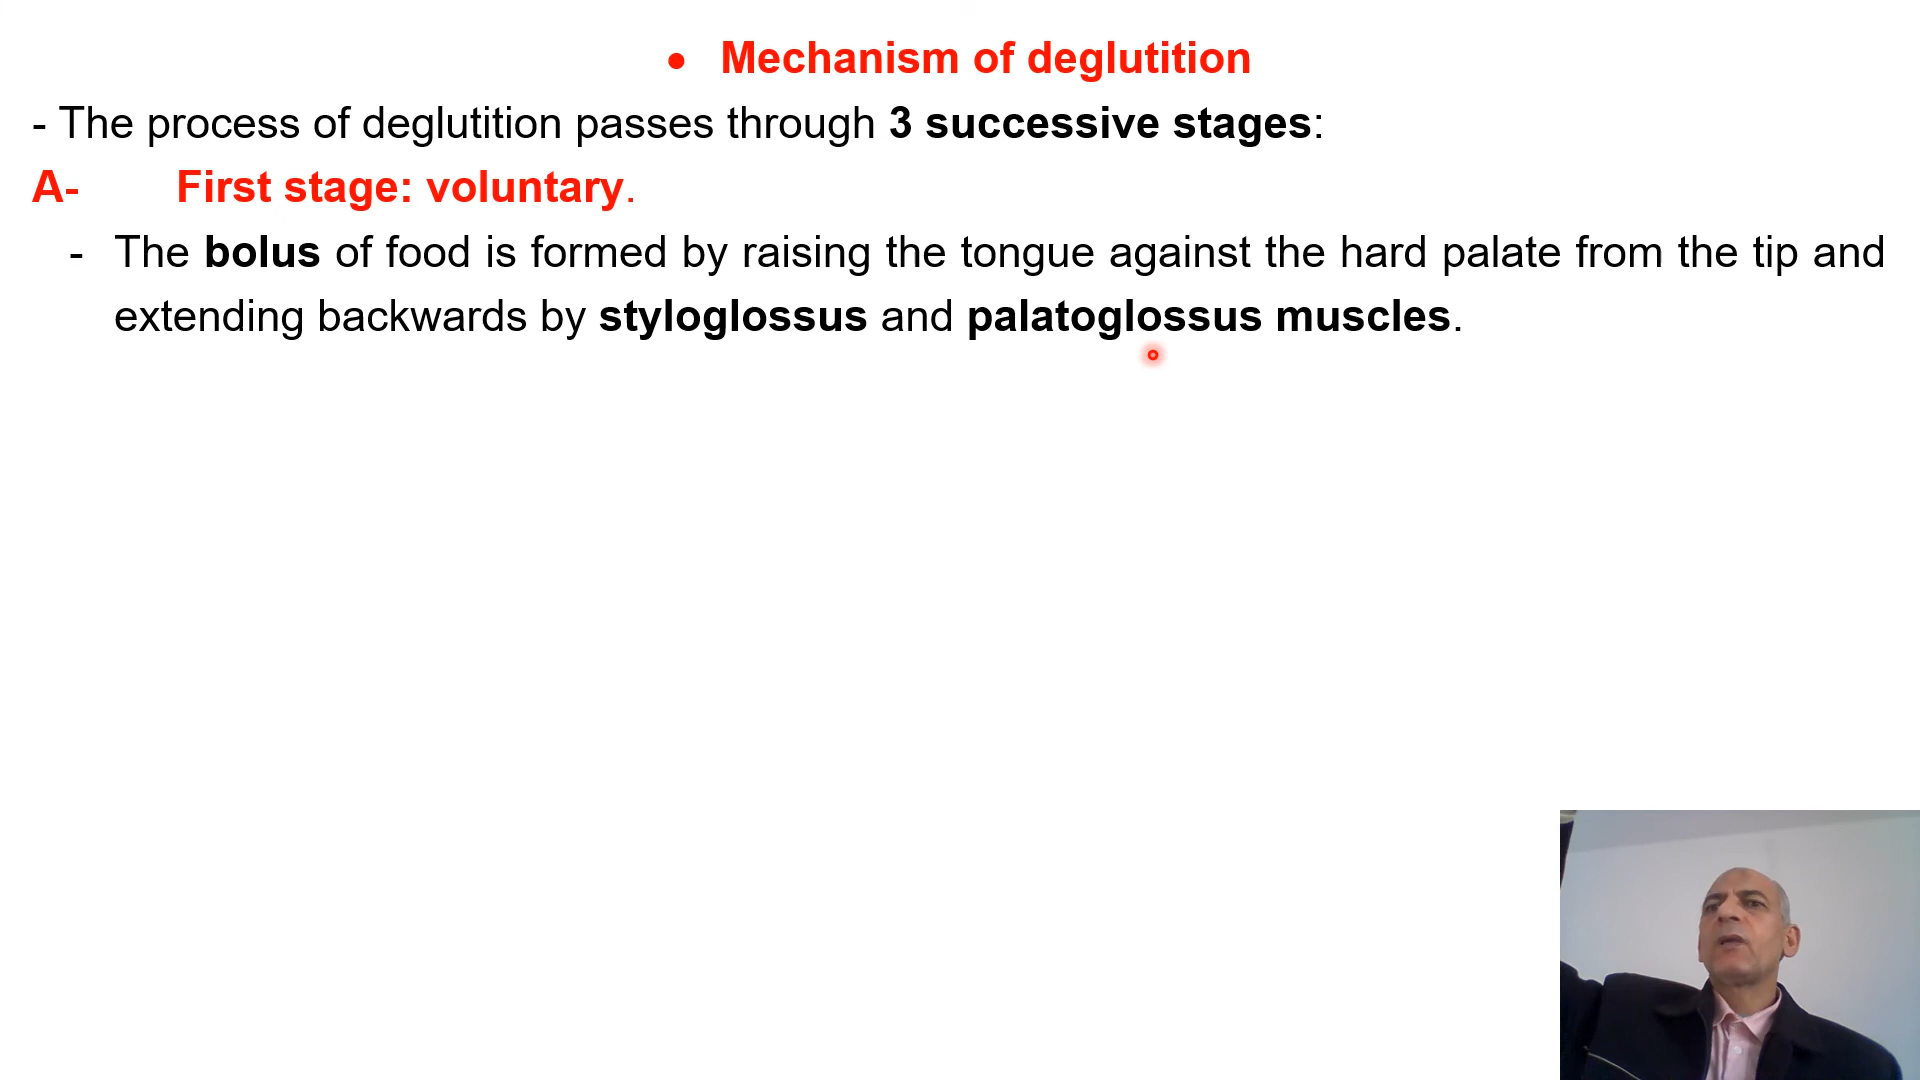 • Mechanism of deglutition
- The process of deglutition passes through 3 successive stages:
A- First stage: voluntary.
- The bolus of food is formed by raising the tongue against the hard palate from the tip and
extending backwards by styloglossus and palatoglossus muscles.